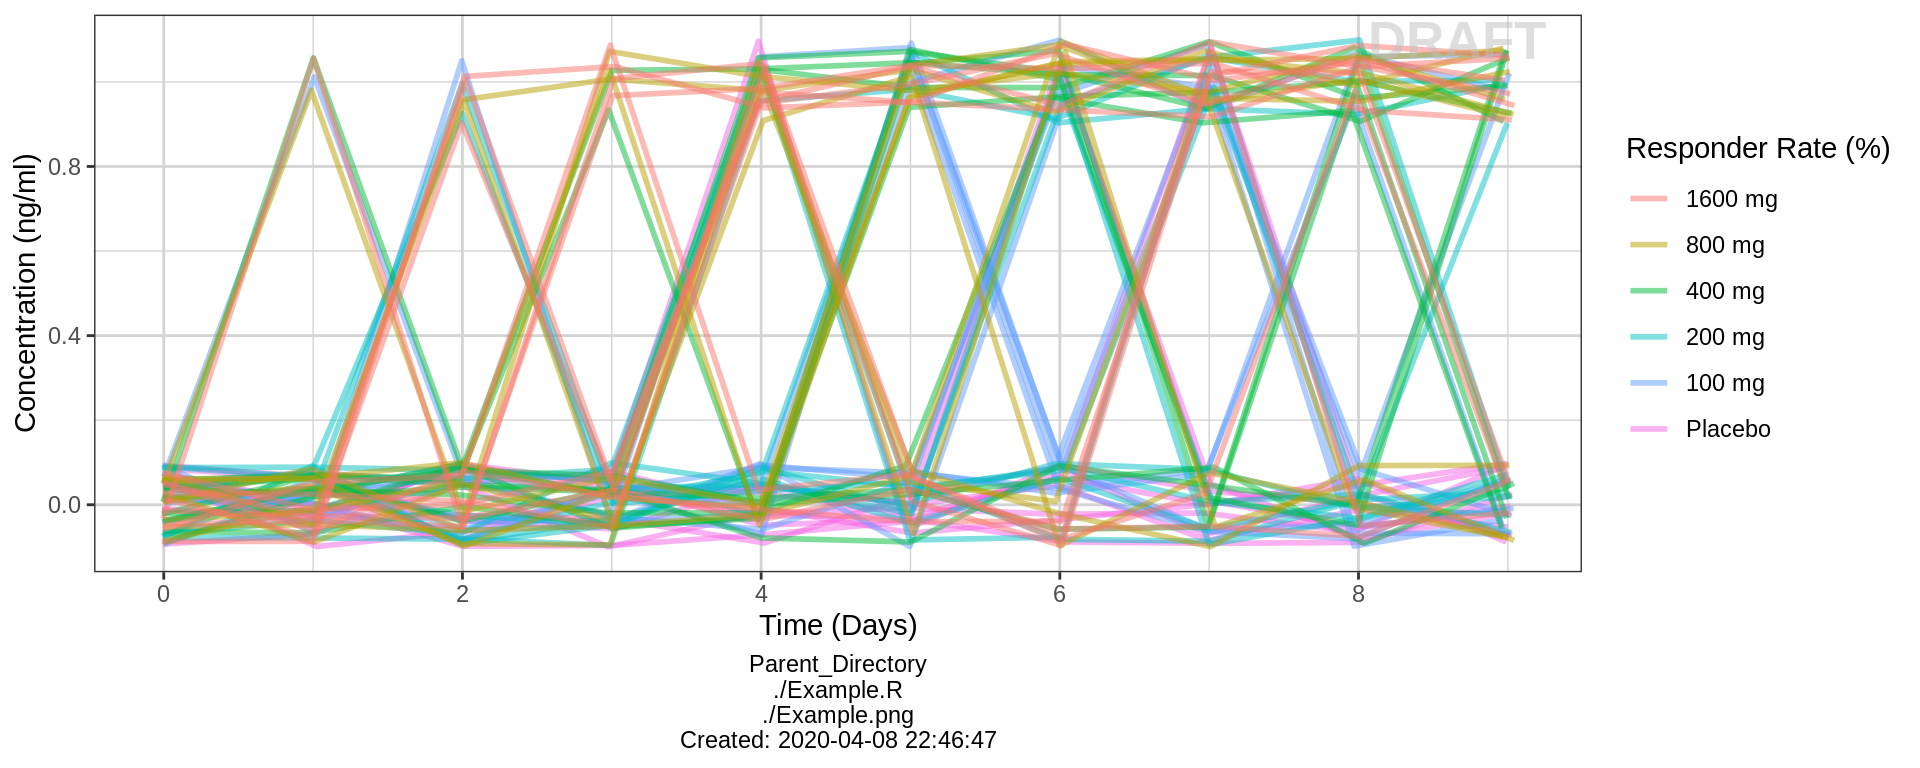 DRAFT
Concentration (ng/ml)
0.8
0.4
0.0
0 2 4 6 8
Time (Days)
Parent_Directory
./Example.R
./Example.png
Created: 2020-04-08 22:46:47
Responder Rate (%)
1600 mg
800 mg
400 mg
200 mg
100 mg
Placebo